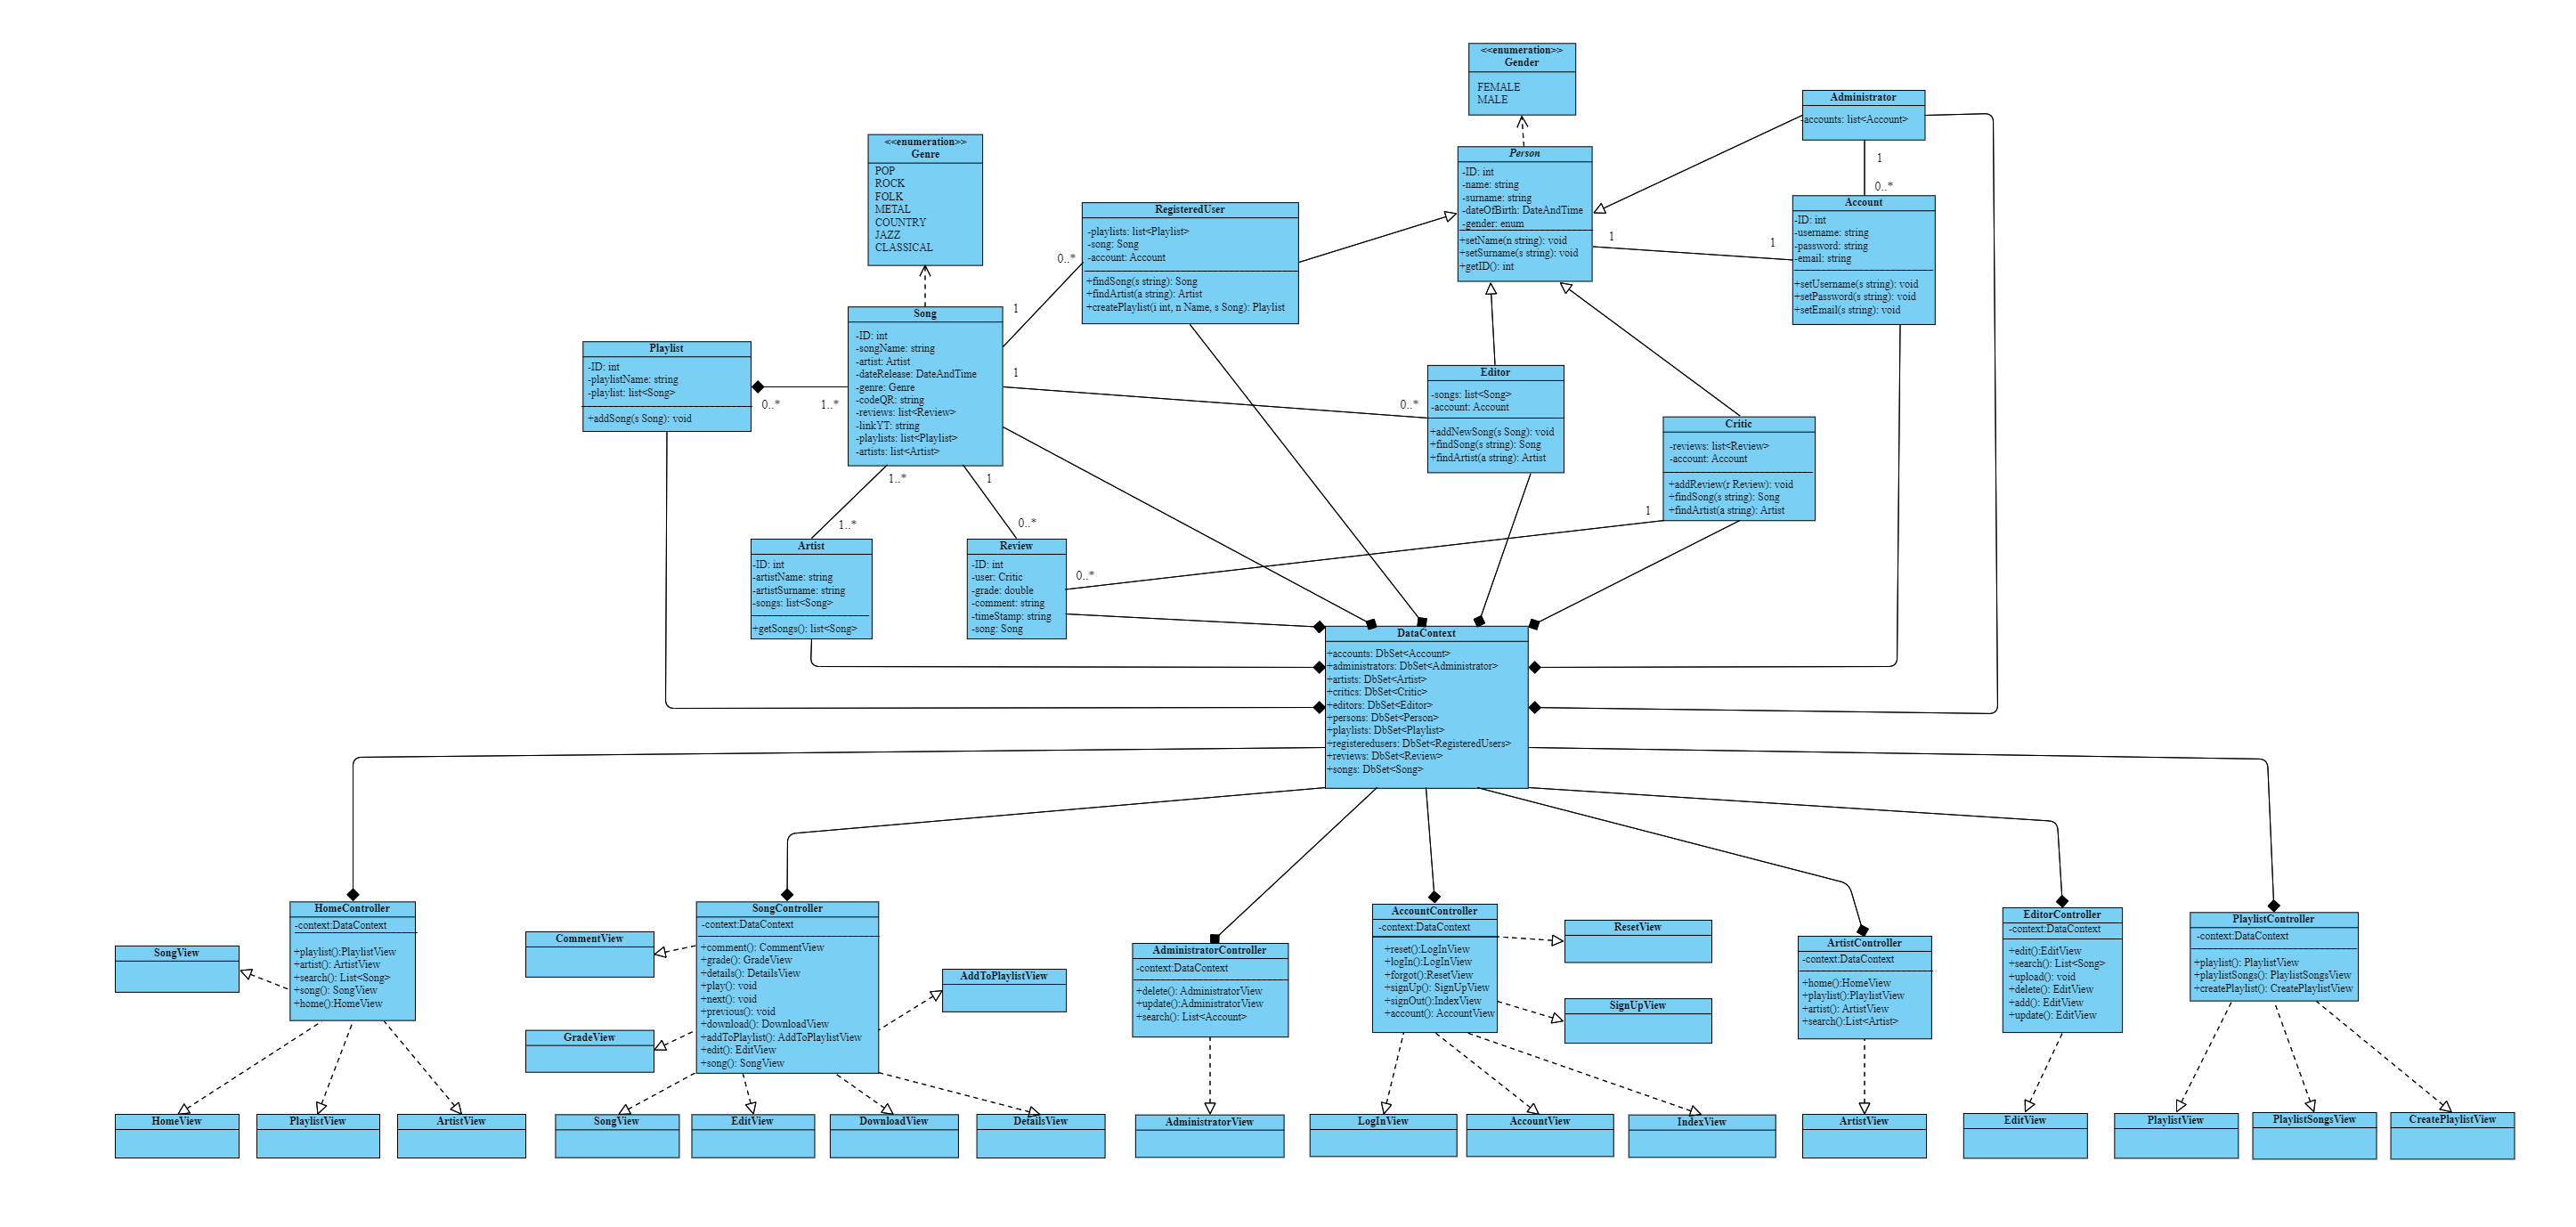 <<enumeration>>
Gender
FEMALE
MALE
Administrator
-accounts: list<Account>
1
0..*
<<enumeration>>
Genre
POP
ROCK
FOLK
METAL
COUNTRY
JAZZ
CLASSICAL
Person
-ID: int
-name: string
-surname: string
-dateOfBirth: DateAndTime
-gender: enum
+setName(n string): void
+setSurname(s string): void
+getID(): int
1
1
Account
-ID: int
-username: string
-password: string
-email: string
+setUsername(s string): void
+setPassword(s string): void
+setEmail(s string): void
RegisteredUser
-playlists: list<Playlist>
-song: Song
-account: Account
+findSong(s string): Song
+findArtist(a string): Artist
+createPlaylist(i int, n Name, s Song): Playlist
0..*
1
Song
-ID: int
-songName: string
-artist: Artist
-dateRelease: DateAndTime
-genre: Genre
-codeQR: string
-reviews: list<Review>
-linkYT: string
-playlists: list<Playlist>
-artists: list<Artist>
Playlist
-ID: int
-playlistName: string
-playlist: list<Song>
+addSong(s Song): void
0..*
1..*
1
0..*
Editor
-songs: list<Song>
-account: Account
+addNewSong(s Song): void
+findSong(s string): Song
+findArtist(a string): Artist
Critic
-reviews: list<Review>
-account: Account
+addReview(r Review): void
+findSong(s string): Song
+findArtist(a string): Artist
1..*
1
1..*
0..*
1
0..*
Artist
-ID: int
-artistName: string
-artistSurname: string
-songs: list<Song>
+getSongs(): list<Song>
Review
-ID: int
-user: Critic
-grade: double
-comment: string
-timeStamp: string
-song: Song
DataContext
+accounts: DbSet<Account>
+administrators: DbSet<Administrator>
+artists: DbSet<Artist>
+critics: DbSet<Critic>
+editors: DbSet<Editor>
+persons: DbSet<Person>
+playlists: DbSet<Playlist>
+registeredusers: DbSet<RegisteredUsers>
+reviews: DbSet<Review>
+songs: DbSet<Song>
HomeController
-context:DataContext
+playlist():PlaylistView
+artist(): ArtistView
+search(): List<Song>
+song(): SongView
+home():HomeView
SongView
SongController
-context:DataContext
+comment(): CommentView
+grade(): GradeView
+details(): DetailsView
+play(): void
+next(): void
+previous(): void
+download(): DownloadView
+addToPlaylist(): AddToPlaylistView
+edit(): EditView
+song(): SongView
CommentView
GradeView
AddToPlaylistView
AdministratorController
-context:DataContext
+delete(): AdministratorView
+update():AdministratorView
+search(): List<Account>
AccountController
-context:DataContext
+reset():LogInView
+logIn():LogInView
+forgot():ResetView
+signUp(): SignUpView
+signOut():IndexView
+account(): AccountView
ResetView
SignUpView
ArtistController
-context:DataContext
+home():HomeView
+playlist():PlaylistView
+artist(): ArtistView
+search():List<Artist>
EditorController
-context:DataContext
+edit():EditView
+search(): List<Song>
+upload(): void
+delete(): EditView
+add(): EditView
+update(): EditView
PlaylistController
-context:DataContext
+playlist(): PlaylistView
+playlistSongs(): PlaylistSongsView
+createPlaylist(): CreatePlaylistView
HomeView
PlaylistView
ArtistView
SongView
EditView
DownloadView
DetailsView
AdministratorView
LogInView
AccountView
IndexView
ArtistView
EditView
PlaylistView
PlaylistSongsView
CreatePlaylistView